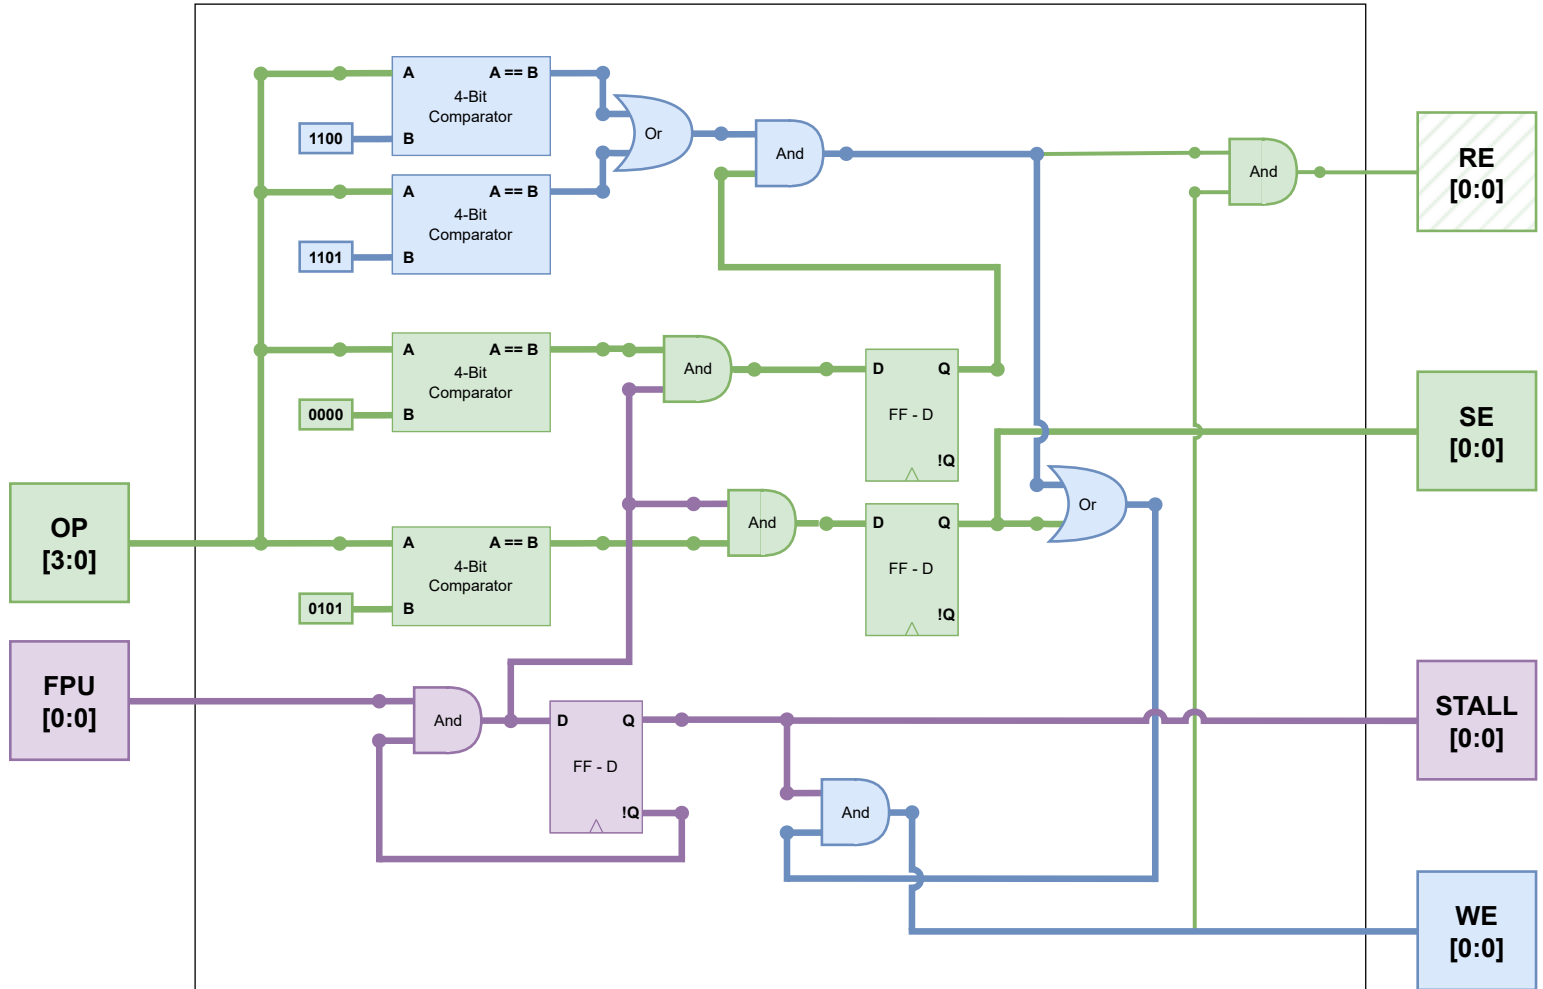 A
A == B
4-Bit
Comparator
1100
B
Or
And
And
RE
[0:0]
A
A == B
4-Bit
Comparator
1101
B
A
A == B
4-Bit
Comparator
0000
B
And
D
Q
FF - D
!Q
SE
[0:0]
OP
[3:0]
A
A == B
4-Bit
Comparator
0101
B
And
D
Q
FF - D
!Q
Or
FPU
[0:0]
And
D
Q
FF - D
!Q
STALL
[0:0]
And
WE
[0:0]